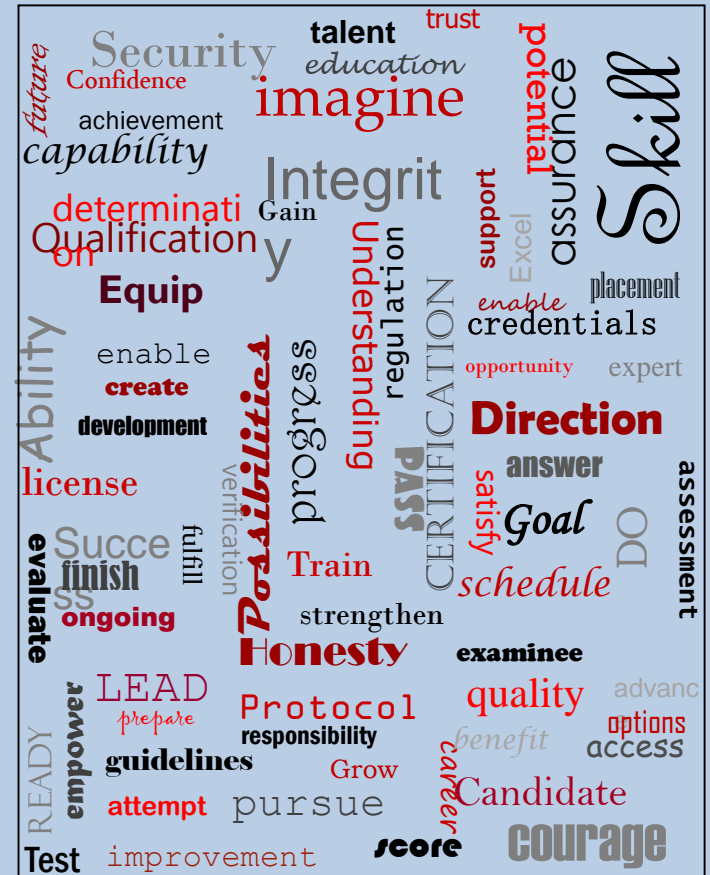 trust
talent
Security
education
future
Confidence
imagine
potential
assurance
Skill
achievement
capability
Integrit
y
determinati
on
Gain
Qualification
support
Excel
Understanding
regulation
Equip
placement
enable
credentials
CERTIFICATION
Ability
enable
create
development
Possibilities
progress
opportunity
expert
Direction
PASS
answer
license
verification
satisfy
Goal
DO
assessment
evaluate
Succe
ss
finish
fulfill
Train
schedule
ongoing
strengthen
Honesty
examinee
LEAD
prepare
empower
READY
Protocol
responsibility
quality
advanc
options
benefit
access
guidelines
Grow
career
Candidate
attempt
pursue
Test
improvement
score
courage